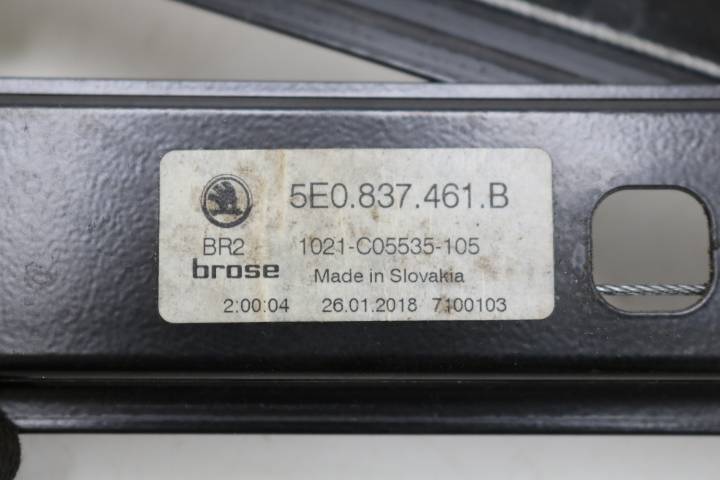 5E0.837.461.B
BR2 1021-C05535-105
brose Made in Slovakia
2:00:04 26.01.2018 7100103